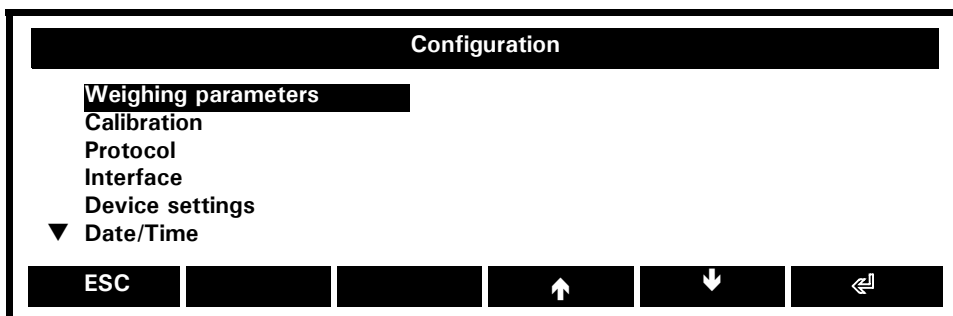 Configuration
Weighing parameters
Calibration
Protocol
Interface
Device settings
▼ Date/Time
ESC ↑ ↓ ↵